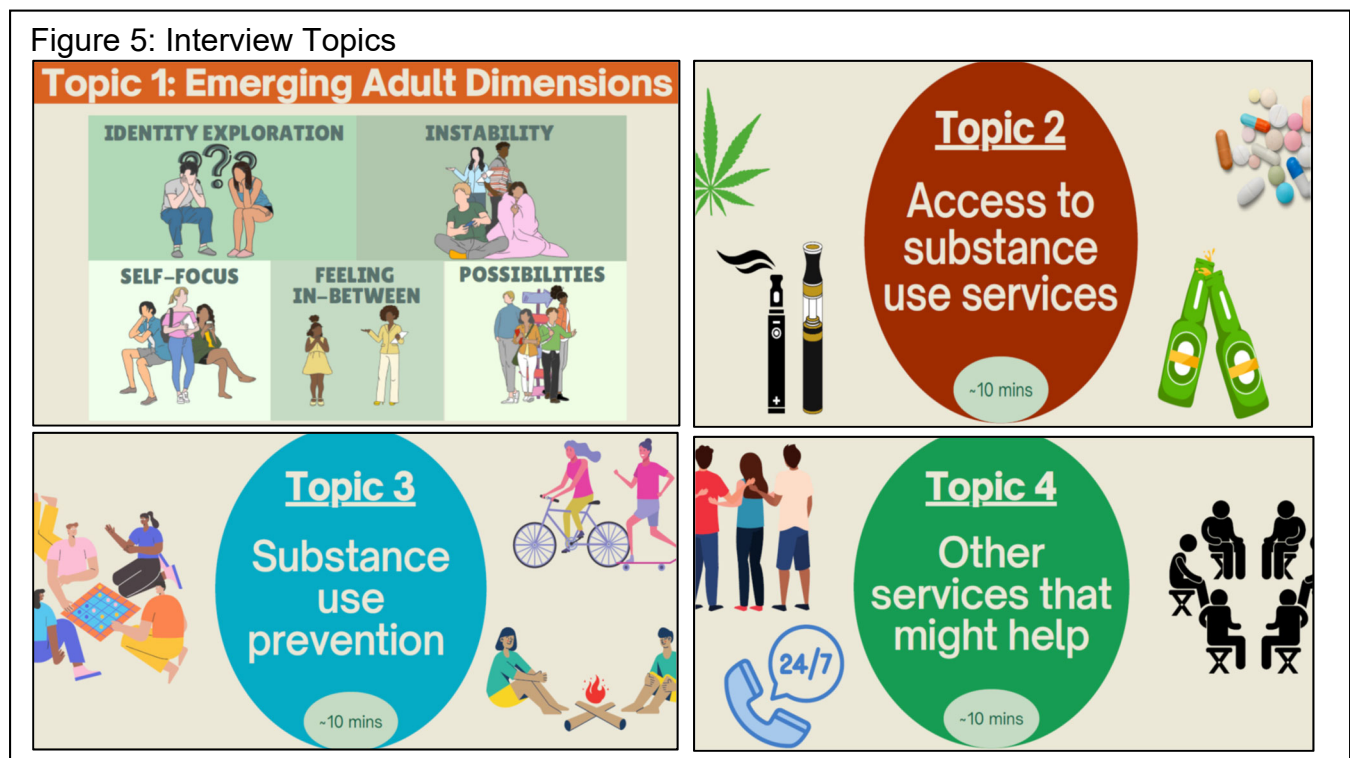 Figure 5: Interview Topics
Topic 1: Emerging Adult Dimensions
IDENTITY EXPLORATION
???
INSTABILITY
SELF-FOCUS
FEELING
IN-BETWEEN
POSSIBILITIES
Topic 2
Access to
substance
use services
~10 mins
Topic 3
Substance
use
prevention
~10 mins
Topic 4
Other
services that
might help
24/7
~10 mins